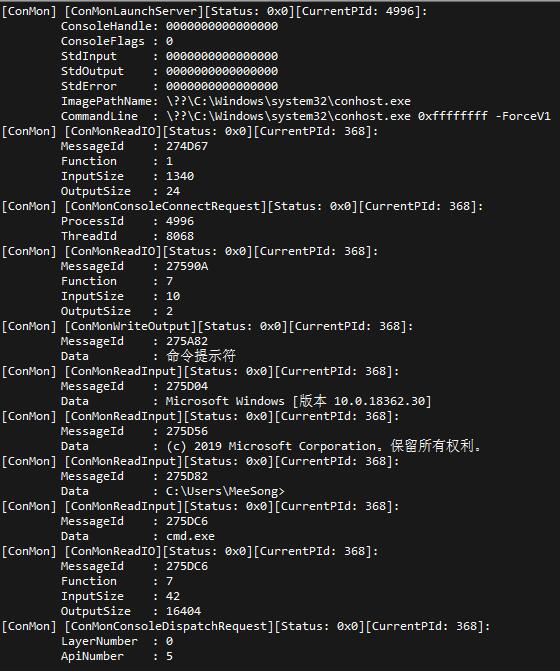 [ConMon] [ConMonLaunchServer][Status: 0x0][CurrentPId: 4996]:
ConsoleHandle: 0000000000000000
ConsoleFlags : 0
StdInput     : 0000000000000000
StdOutput    : 0000000000000000
StdError     : 0000000000000000
ImagePathName: \??\C:\Windows\system32\conhost.exe
CommandLine  : \??\C:\Windows\system32\conhost.exe 0xffffffff -ForceV1
[ConMon] [ConMonReadIO][Status: 0x0][CurrentPId: 368]:
MessageId    : 274D67
Function     : 1
InputSize    : 1340
OutputSize   : 24
[ConMon] [ConMonConsoleConnectRequest][Status: 0x0][CurrentPId: 368]:
ProcessId    : 4996
ThreadId     : 8068
[ConMon] [ConMonReadIO][Status: 0x0][CurrentPId: 368]:
MessageId    : 27590A
Function     : 7
InputSize    : 10
OutputSize   : 2
[ConMon] [ConMonWriteOutput][Status: 0x0][CurrentPId: 368]:
MessageId    : 275A82
Data         : 命令提示符
[ConMon] [ConMonReadInput][Status: 0x0][CurrentPId: 368]:
MessageId    : 275D04
Data         : Microsoft Windows [版本 10.0.18362.30]
[ConMon] [ConMonReadInput][Status: 0x0][CurrentPId: 368]:
MessageId    : 275D56
Data         : (c) 2019 Microsoft Corporation。保留所有权利。
[ConMon] [ConMonReadInput][Status: 0x0][CurrentPId: 368]:
MessageId    : 275D82
Data         : C:\Users\MeeSong>
[ConMon] [ConMonReadInput][Status: 0x0][CurrentPId: 368]:
MessageId    : 275DC6
Data         : cmd.exe
[ConMon] [ConMonReadIO][Status: 0x0][CurrentPId: 368]:
MessageId    : 275DC6
Function     : 7
InputSize    : 42
OutputSize   : 16404
[ConMon] [ConMonConsoleDispatchRequest][Status: 0x0][CurrentPId: 368]:
LayerNumber  : 0
ApiNumber    : 5